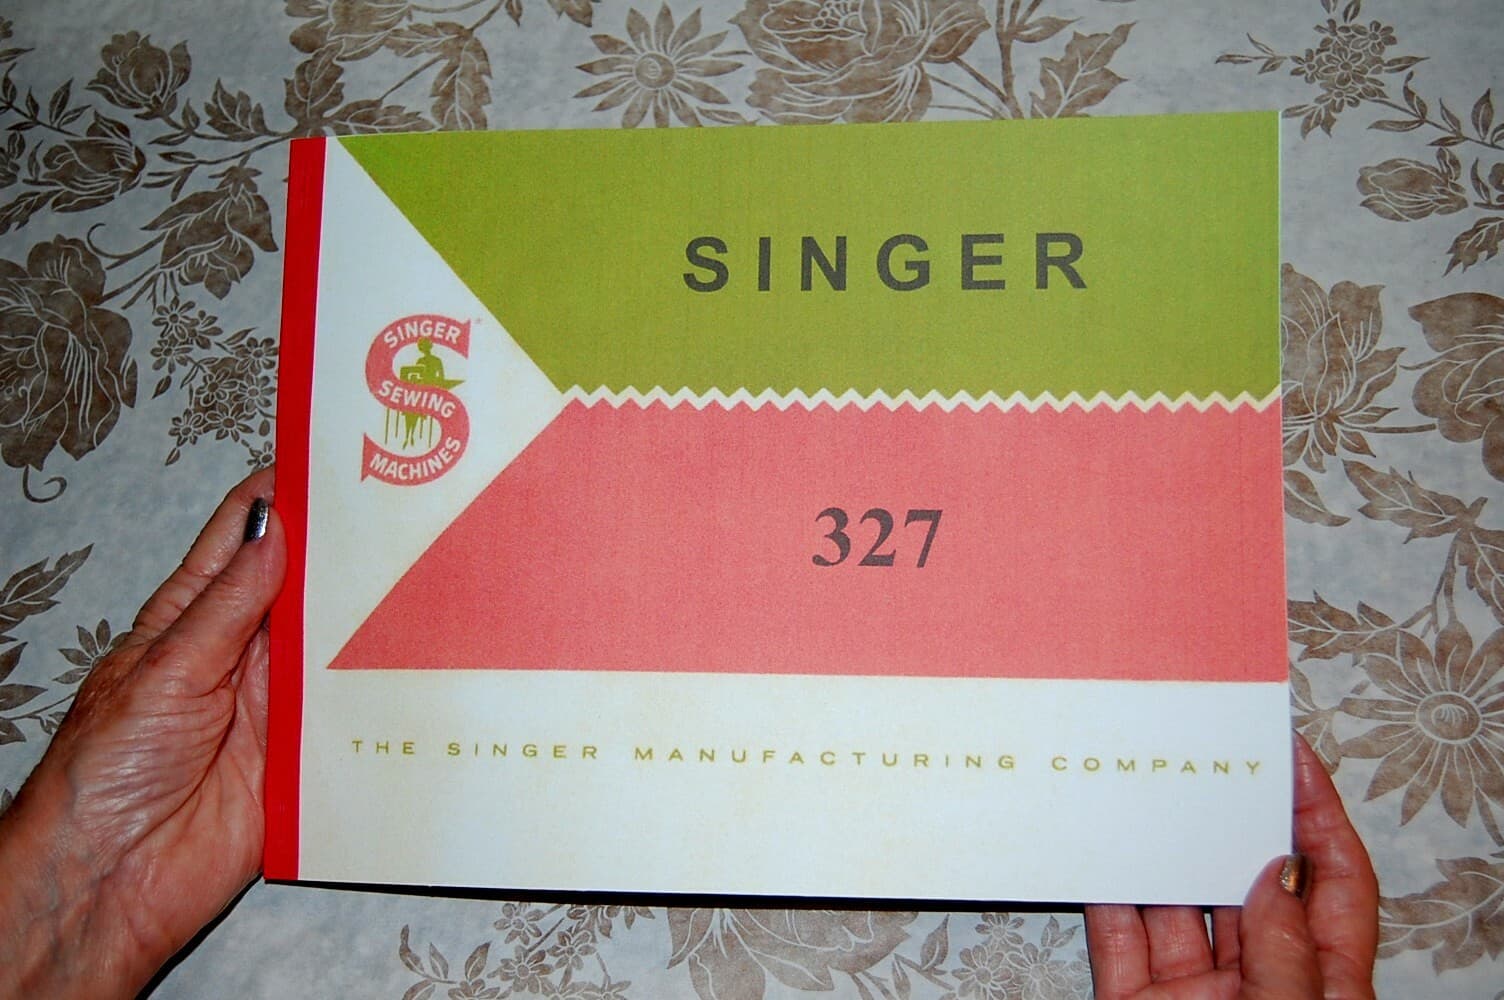 SINGER
SINGER
SEWING
MACHINES
327
THE SINGER MANUFACTURING COMPANY